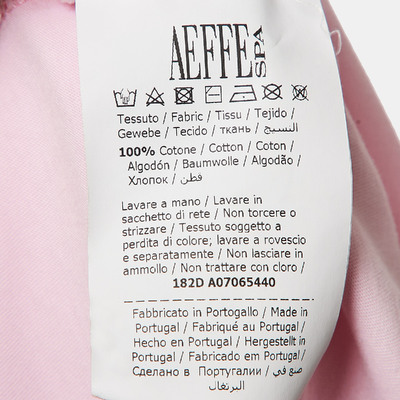 AEFFE SPA
Tessuto / Fabric / Tissu / Tejido /
Gewebe / Tecido / ткань / النسيج
100% Cotone / Cotton / Coton /
Algodón / Baumwolle / Algodão /
Хлопок / قطن
Lavare a mano / Lavare in
sacchetto di rete / Non torcere o
strizzare / Tessuto soggetto a
perdita di colore; lavare a rovescio
e separatamente / Non lasciare in
ammollo / Non trattare con cloro /
182D A07065440
Fabbricato in Portogallo / Made in
Portugal / Fabriqué au Portugal /
Hecho en Portugal / Hergestellt in
Portugal / Fabricado em Portugal /
Сделано в Португалии / صنع في
البرتغال